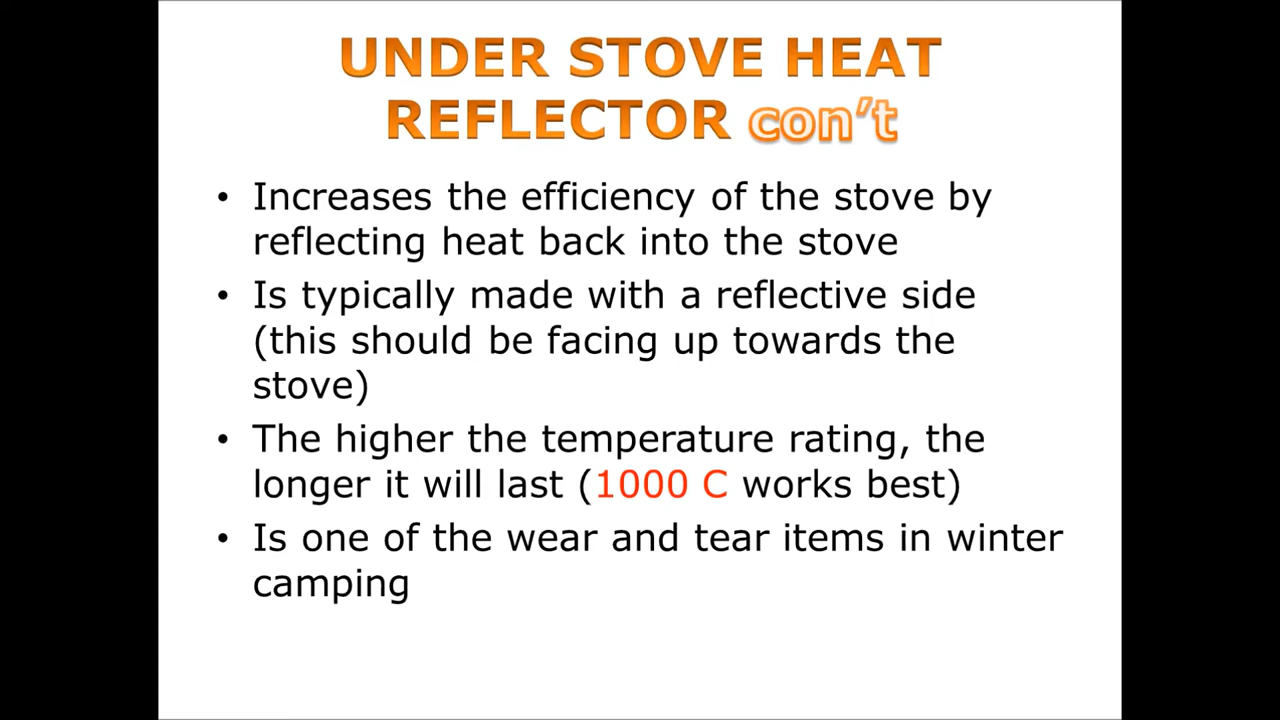 UNDER STOVE HEAT
REFLECTOR con't
• Increases the efficiency of the stove by
reflecting heat back into the stove
• Is typically made with a reflective side
(this should be facing up towards the
stove)
• The higher the temperature rating, the
longer it will last (1000 C works best)
• Is one of the wear and tear items in winter
camping